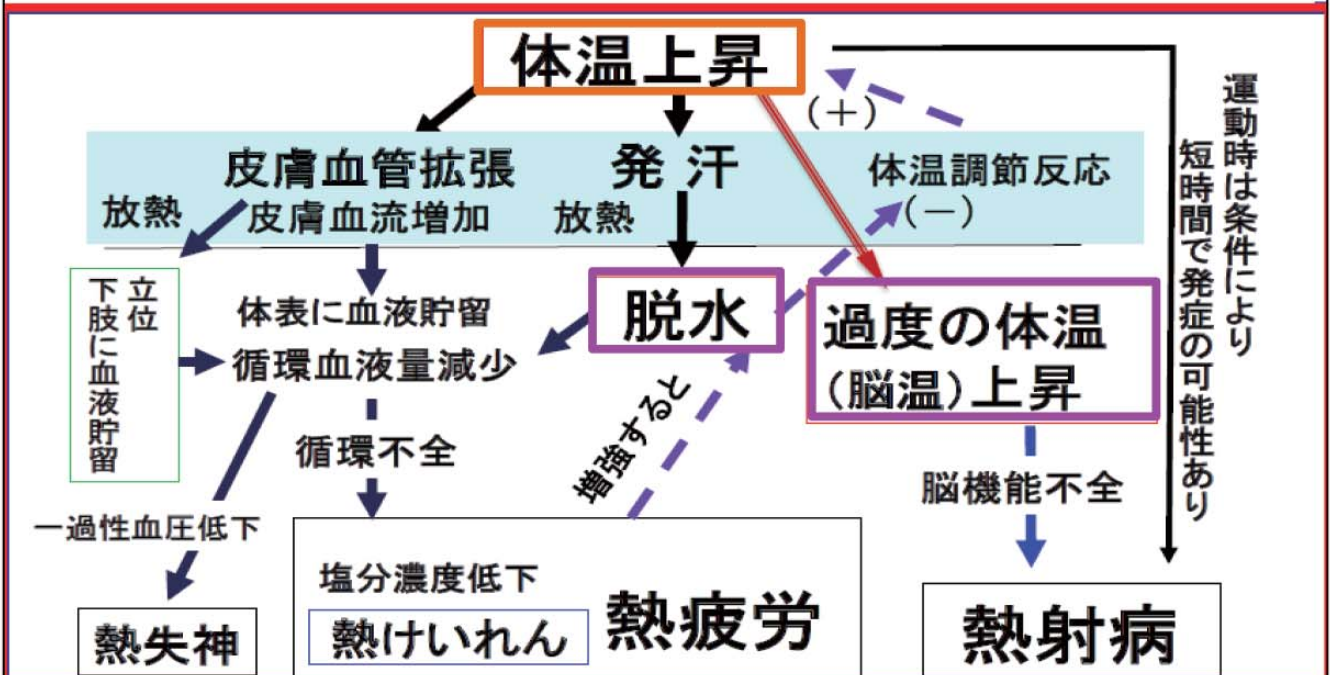 体温上昇
(+)
運動時は条件により
短時間で発症の可能性あり
皮膚血管拡張
発汗
体温調節反応
放熱
皮膚血流増加
放熱
(−)
立位
下肢に血液貯留
体表に血液貯留
脱水
過度の体温
(脳温)上昇
循環血液量減少
増強すると
循環不全
脳機能不全
一過性血圧低下
塩分濃度低下
熱失神
熱けいれん
熱疲労
熱射病